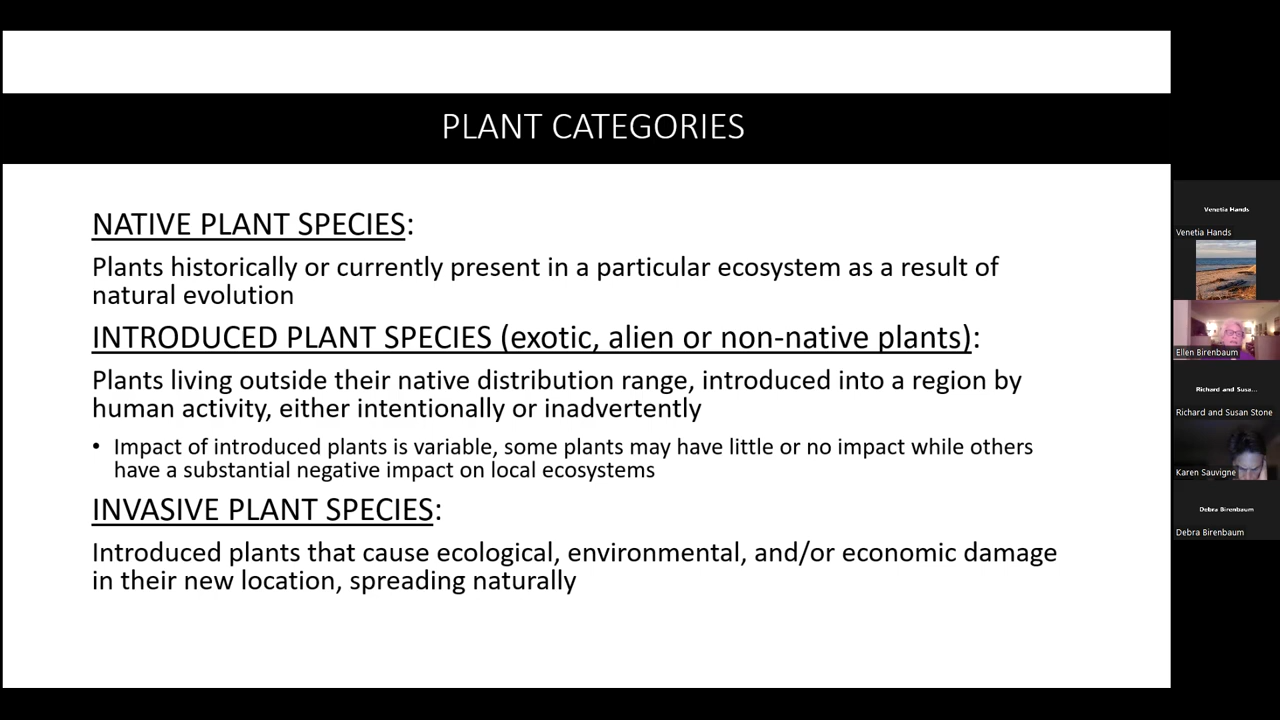 PLANT CATEGORIES
NATIVE PLANT SPECIES:
Plants historically or currently present in a particular ecosystem as a result of
natural evolution
INTRODUCED PLANT SPECIES (exotic, alien or non-native plants):
Plants living outside their native distribution range, introduced into a region by
human activity, either intentionally or inadvertently
• Impact of introduced plants is variable, some plants may have little or no impact while others
have a substantial negative impact on local ecosystems
INVASIVE PLANT SPECIES:
Introduced plants that cause ecological, environmental, and/or economic damage
in their new location, spreading naturally
Venetia Hands
Venetia Hands
Ellen Birenbaum
Richard and Susa...
Richard and Susan Stone
Karen Sauvigne
Debra Birenbaum
Debra Birenbaum